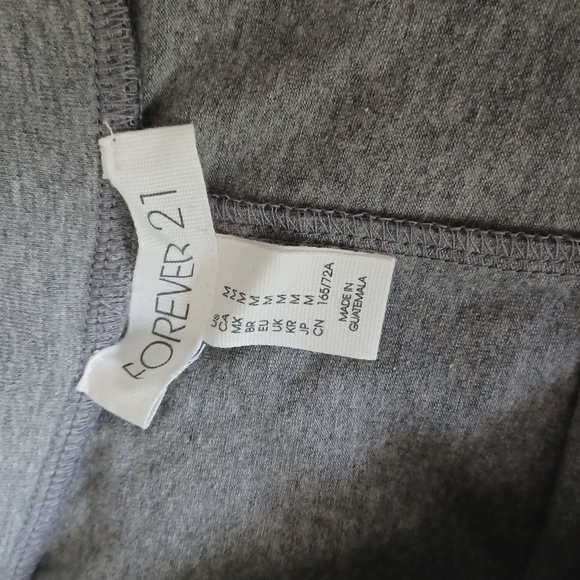 FOREVER 21
US M
CA M
MX M
BR M
EU M
UK M
KR M
JP M
CN 165/72A
MADE IN
GUATEMALA